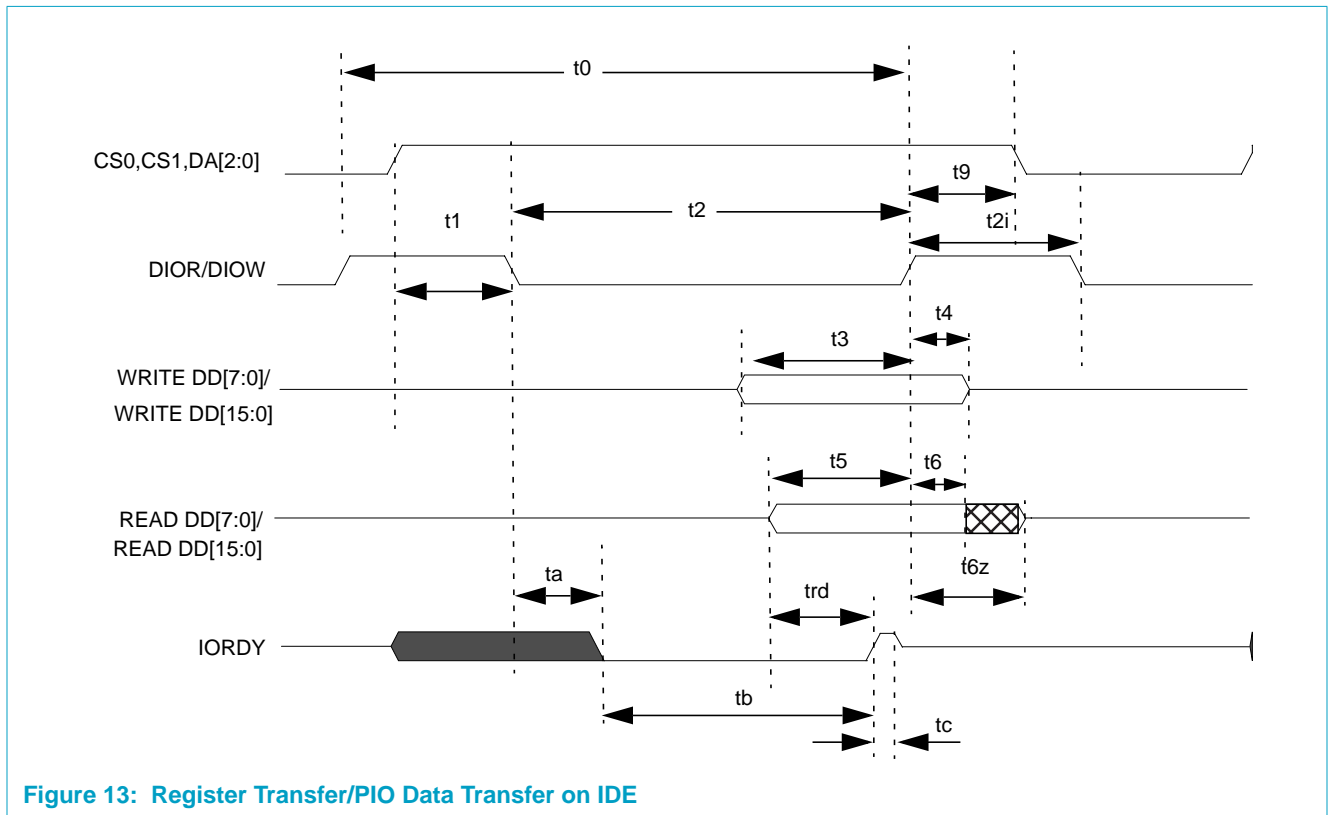 t0
CS0,CS1,DA[2:0]
t9
t1
t2
t2i
DIOR/DIOW
t4
t3
WRITE DD[7:0]/
WRITE DD[15:0]
t5
t6
READ DD[7:0]/
READ DD[15:0]
t6z
ta
trd
IORDY
tb
tc
Figure 13: Register Transfer/PIO Data Transfer on IDE